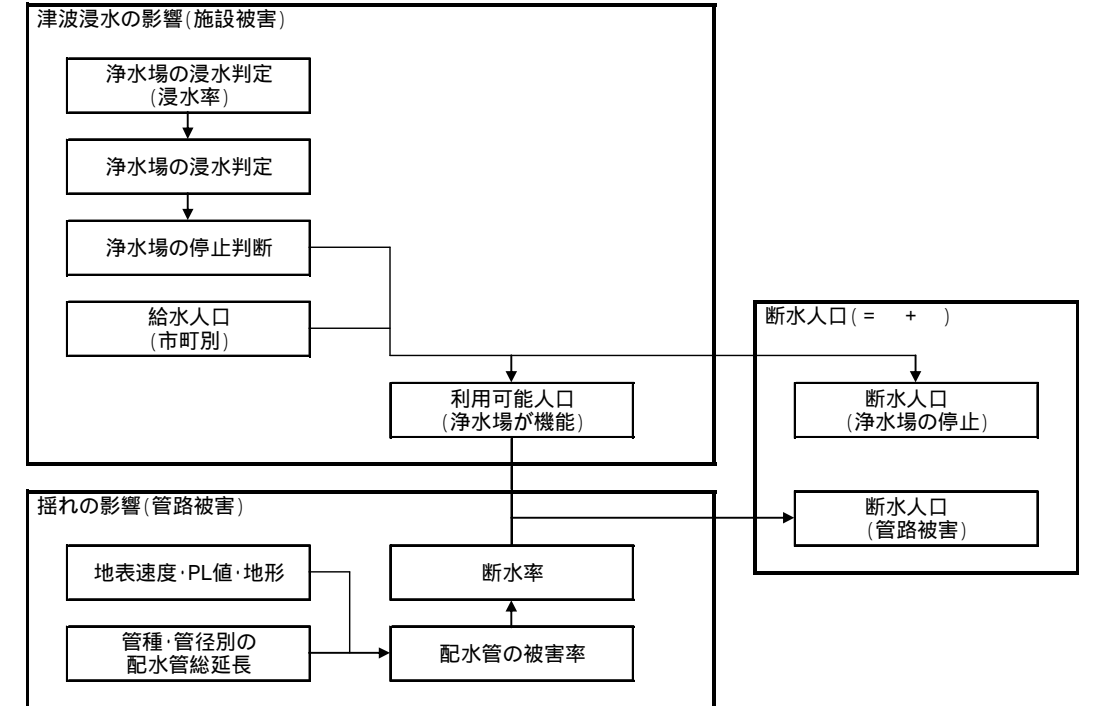 津波浸水の影響(施設被害)
浄水場の浸水判定
(浸水率)
浄水場の浸水判定
浄水場の停止判断
給水人口
(市町別)
利用可能人口
(浄水場が機能)
断水人口(= + )
断水人口
(浄水場の停止)
断水人口
(管路被害)
揺れの影響(管路被害)
地表速度･PL値･地形
断水率
管種･管径別の
配水管総延長
配水管の被害率